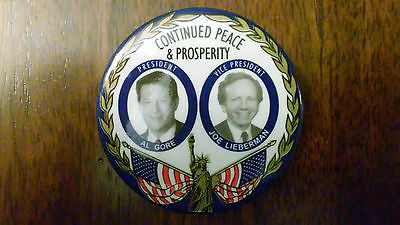 CONTINUED PEACE
& PROSPERITY
PRESIDENT
AL GORE
VICE PRESIDENT
JOE LIEBERMAN